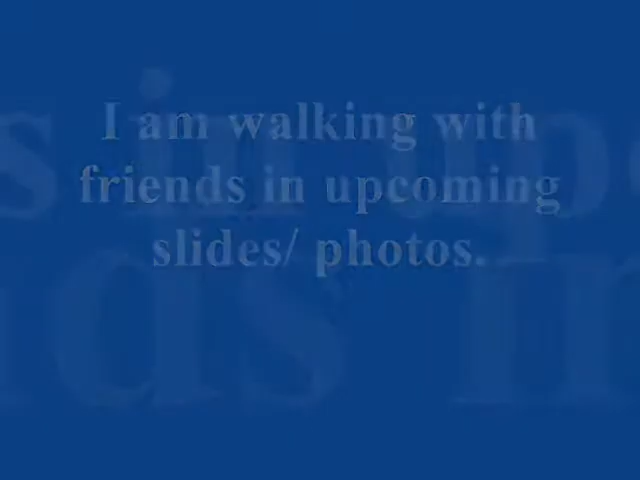 I am walking with
friends in upcoming
slides/ photos.